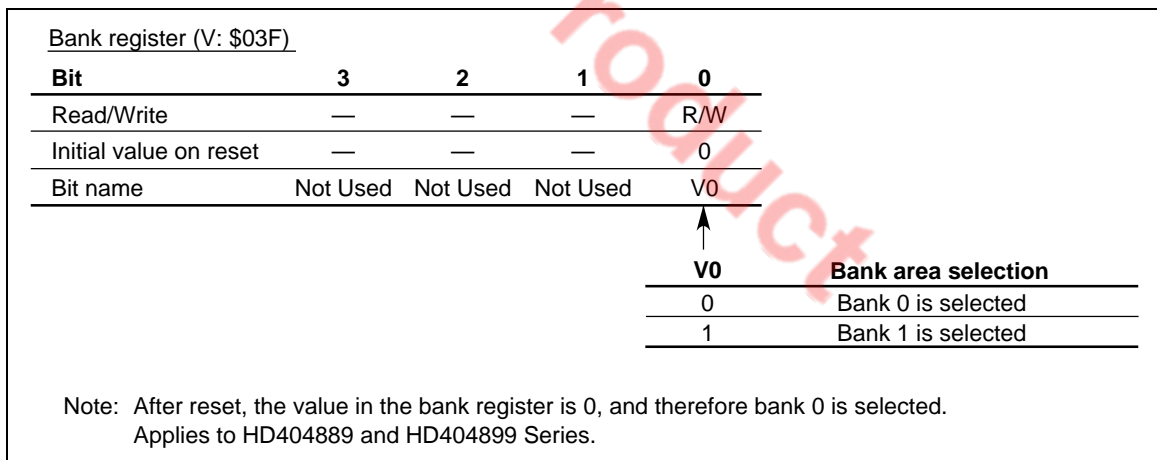 Bank register (V: $03F)
Bit 3 2 1 0
Read/Write — — — R/W
Initial value on reset — — — 0
Bit name Not Used Not Used Not Used V0
V0 Bank area selection
0 Bank 0 is selected
1 Bank 1 is selected
Note: After reset, the value in the bank register is 0, and therefore bank 0 is selected.
Applies to HD404889 and HD404899 Series.
roduct